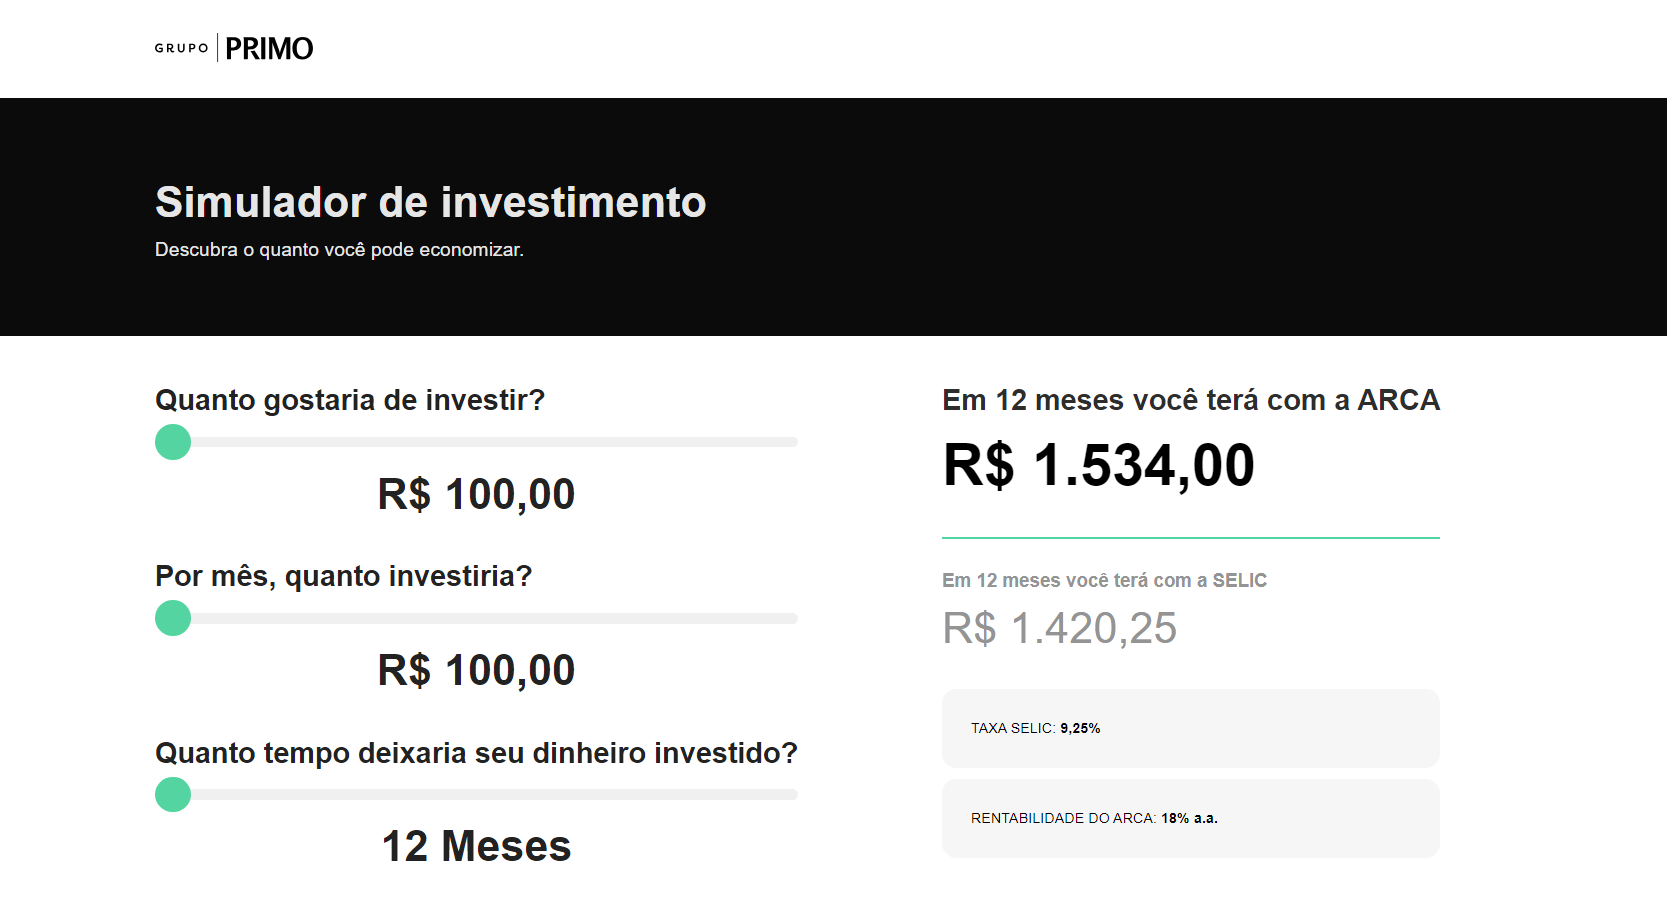 GRUPO | PRIMO
Simulador de investimento
Descubra o quanto você pode economizar.
Quanto gostaria de investir?
R$ 100,00
Por mês, quanto investiria?
R$ 100,00
Quanto tempo deixaria seu dinheiro investido?
12 Meses
Em 12 meses você terá com a ARCA
R$ 1.534,00
Em 12 meses você terá com a SELIC
R$ 1.420,25
TAXA SELIC: 9,25%
RENTABILIDADE DO ARCA: 18% a.a.